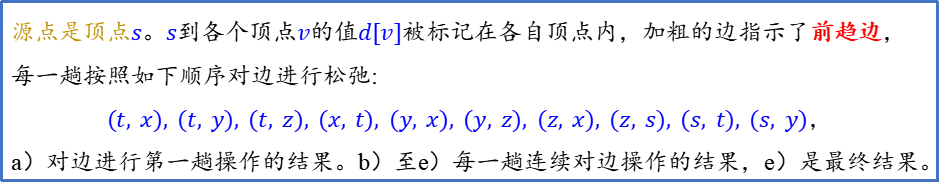 源点是顶点s。s到各个顶点v的值d[v]被标记在各自顶点内，加粗的边指示了前趋边，
每一趟按照如下顺序对边进行松弛:
(t, x), (t, y), (t, z), (x, t), (y, x), (y, z), (z, x), (z, s), (s, t), (s, y)，
a）对边进行第一趟操作的结果。b）至e）每一趟连续对边操作的结果，e）是最终结果。